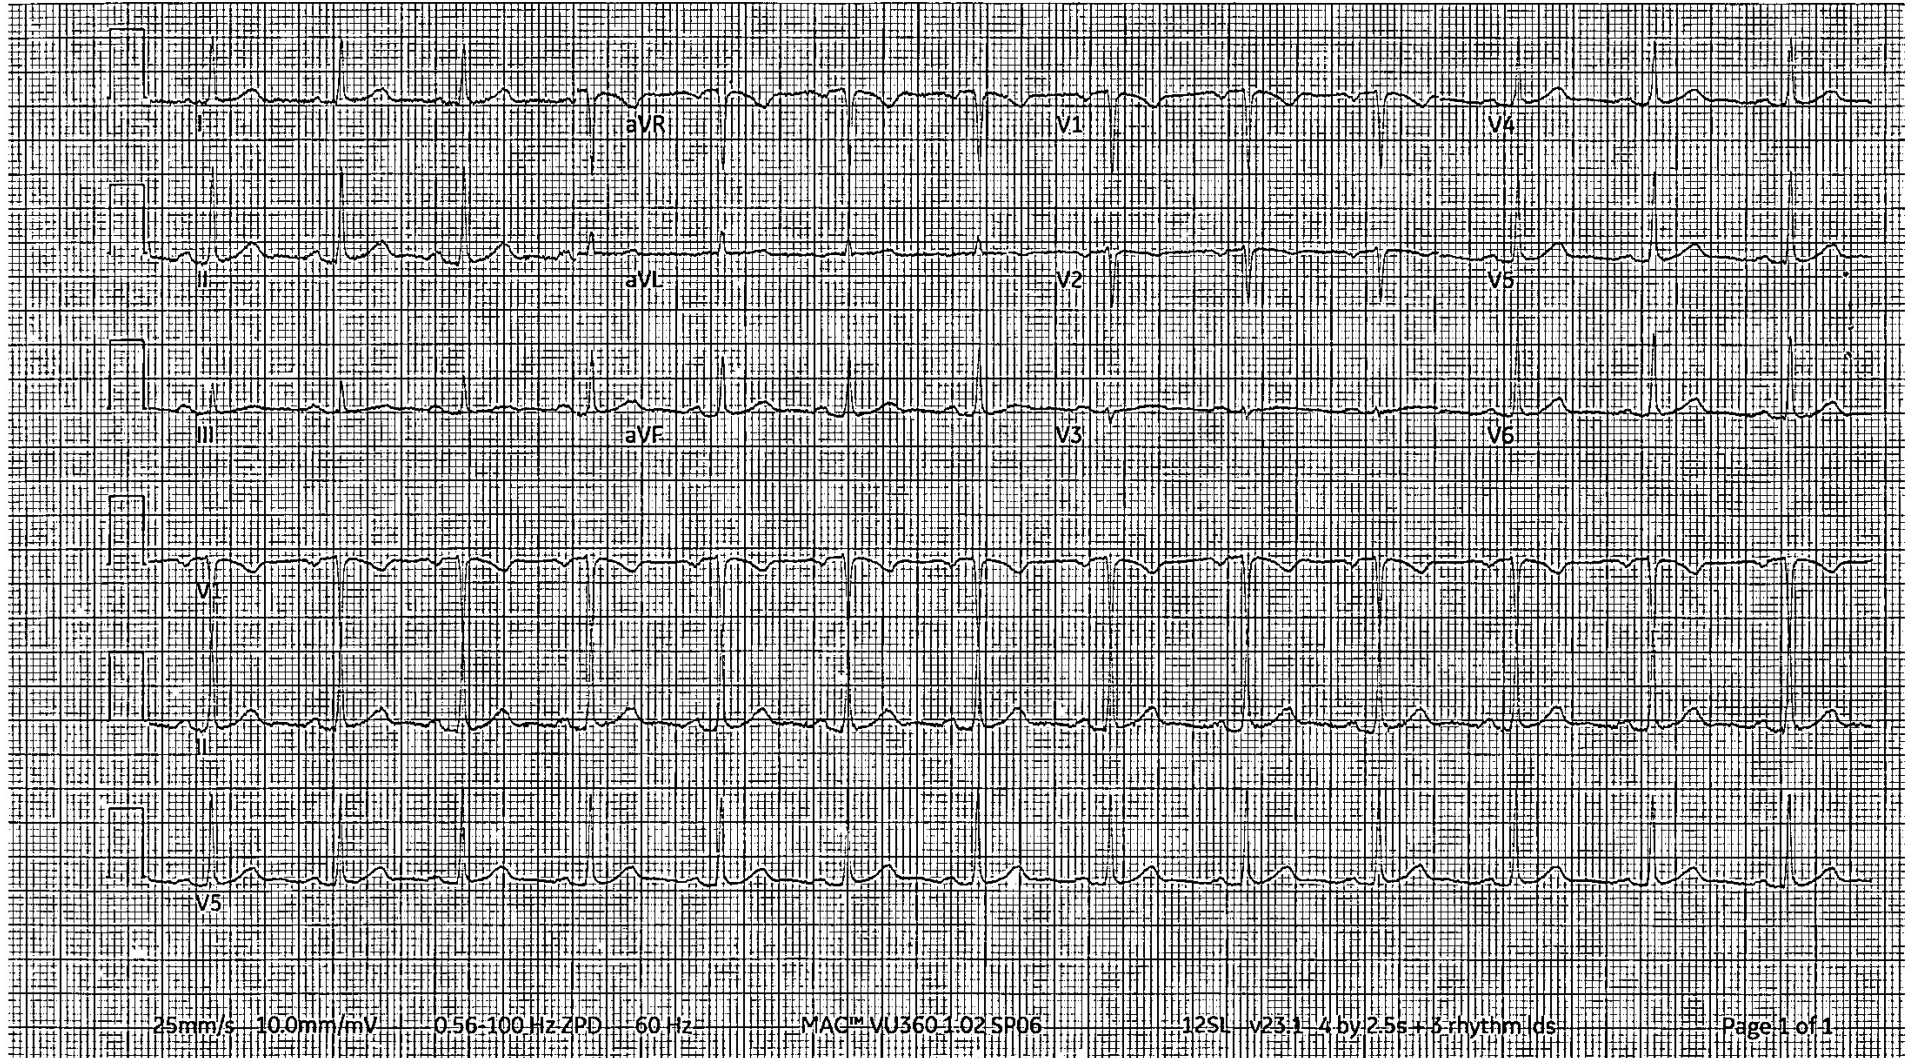 I aVR V1 V4
II aVL V2 V5
III aVF V3 V6
V1
II
V5
25mm/s 10.0mm/mV 0.56-100 Hz ZPD 60 Hz MAC™ VU360 1.02 SP06 12SL v23.1 4 by 2.5s + 3 rhythm lds Page 1 of 1